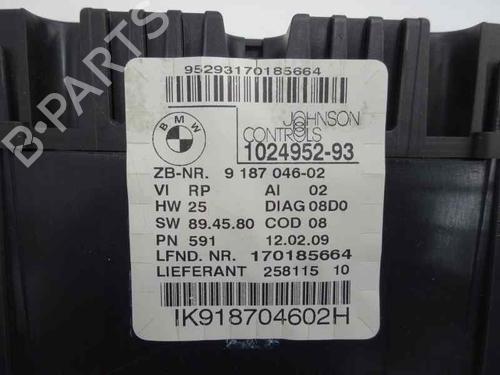 95293170185664
BMW
JOHNSON
CONTROLS
1024952-93
ZB-NR. 9 187 046-02
VI RP AI 02
HW 25 DIAG 08D0
SW 89.45.80 COD 08
PN 591 12.02.09
LFND. NR. 170185664
LIEFERANT 258115 10
IK918704602H
B-PARTS